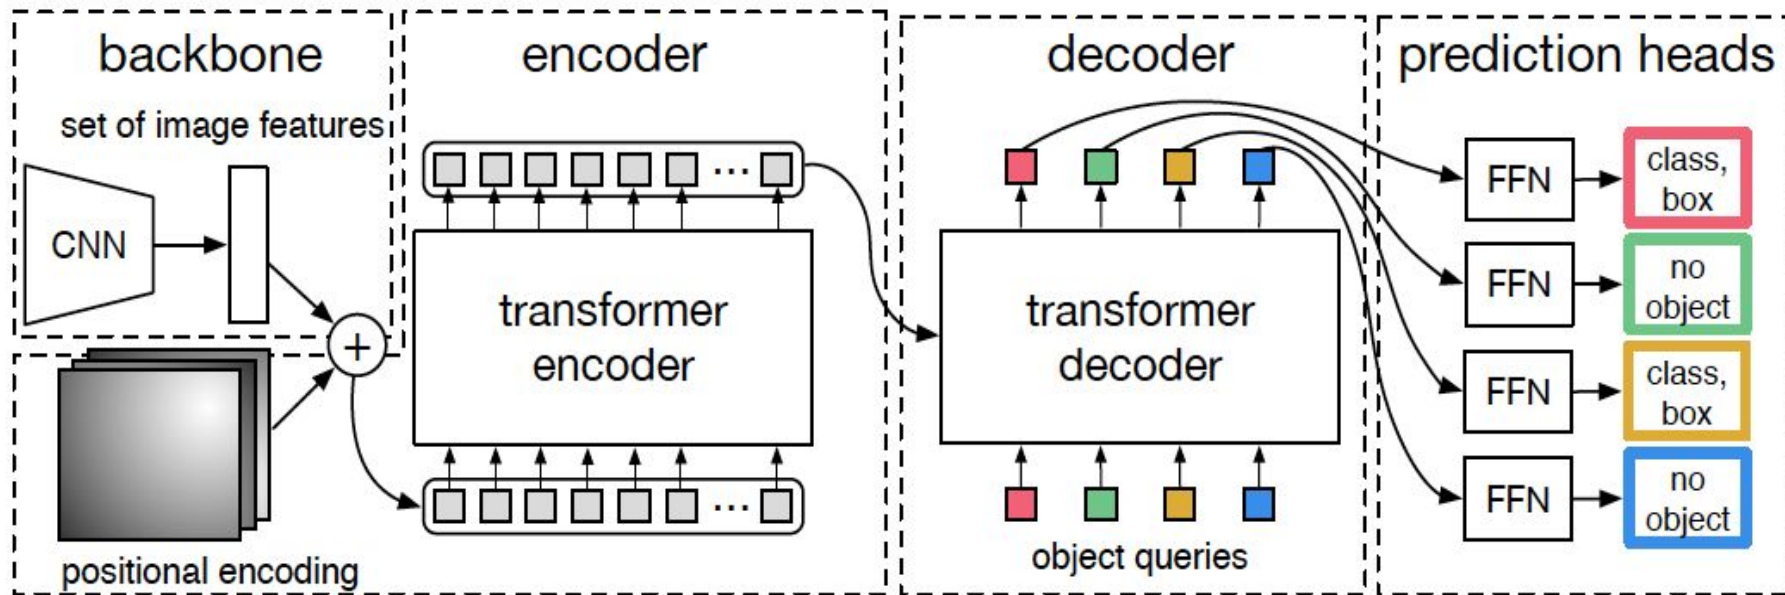 backbone
set of image features
CNN
+
positional encoding
encoder
...
transformer
encoder
...
decoder
transformer
decoder
object queries
prediction heads
FFN
class,
box
FFN
no
object
FFN
class,
box
FFN
no
object